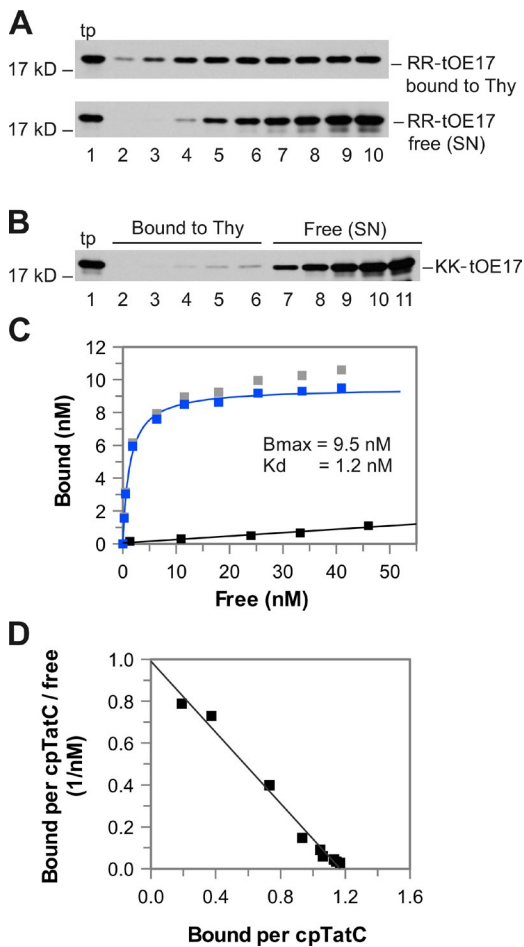 A
tp
17 kD –
– RR-tOE17
bound to Thy
17 kD –
– RR-tOE17
free (SN)
1 2 3 4 5 6 7 8 9 10
B
Bound to Thy Free (SN)
tp
17 kD –
–KK-tOE17
1 2 3 4 5 6 7 8 9 10 11
C
12
10
8
6
4
2
0
Bound (nM)
Bmax = 9.5 nM
Kd = 1.2 nM
0 10 20 30 40 50
Free (nM)
D
1.0
0.8
0.6
0.4
0.2
0.0
Bound per cpTatC / free
(1/nM)
0.0 0.4 0.8 1.2 1.6
Bound per cpTatC